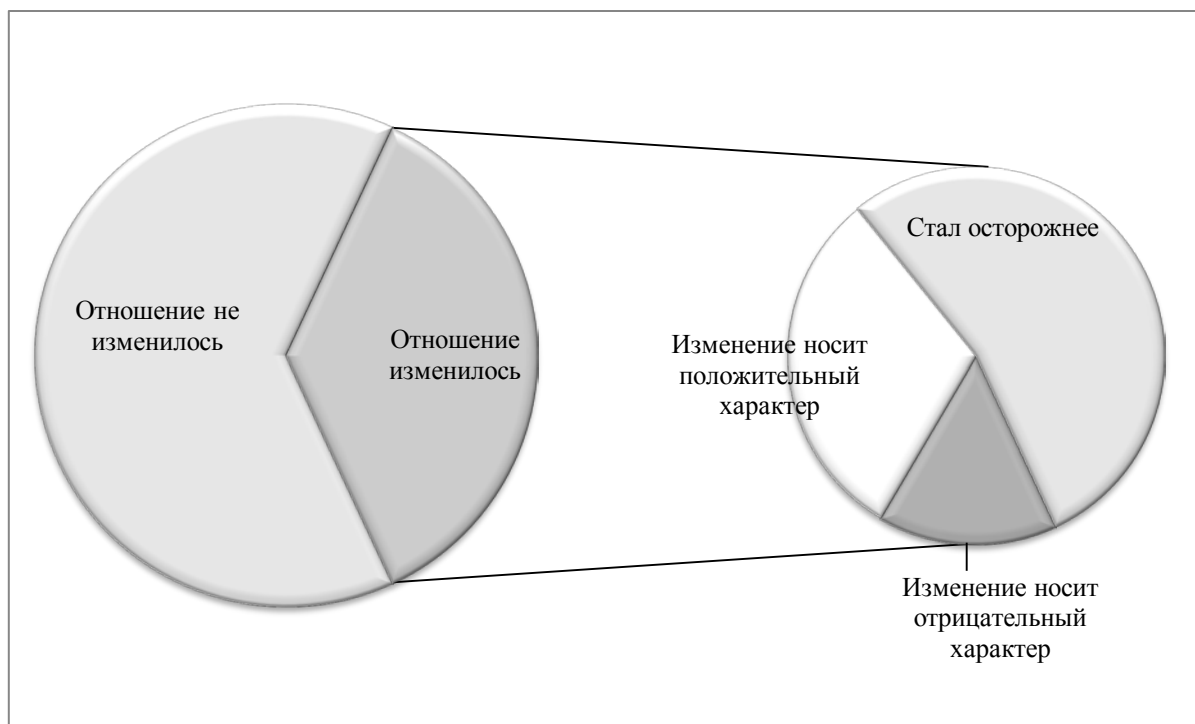 Отношение не
изменилось
Отношение
изменилось
Стал осторожнее
Изменение носит
положительный
характер
Изменение носит
отрицательный
характер